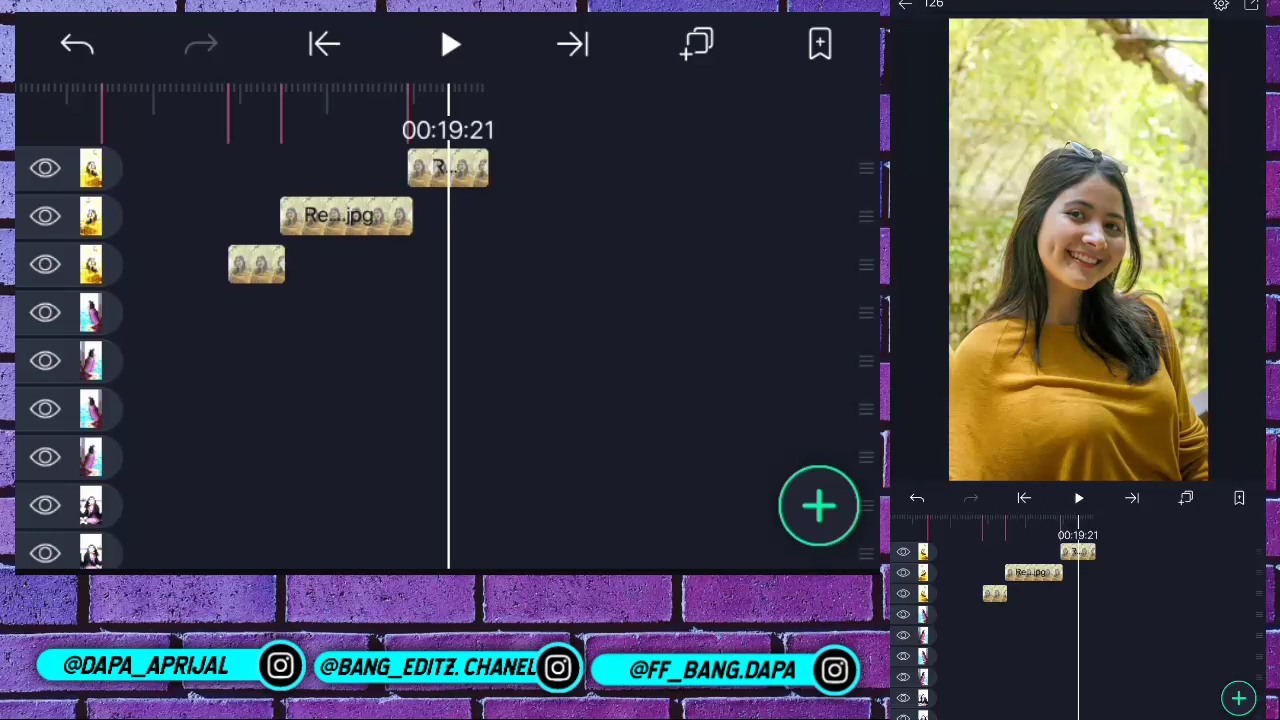 126
00:19:21
R...
Re...jpg
00:19:21
R...
Re...jpg
@DAPA_APRIJAL
@BANG_EDITZ.CHANEL
@FF_BANG.DAPA